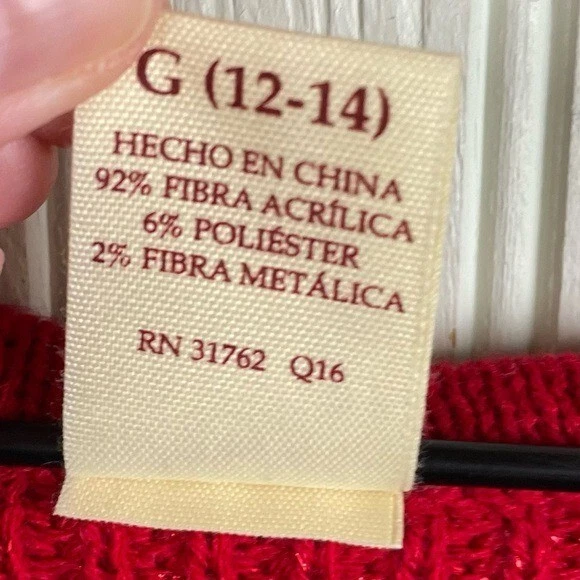 G (12-14)
HECHO EN CHINA
92% FIBRA ACRÍLICA
6% POLIÉSTER
2% FIBRA METÁLICA
RN 31762 Q16